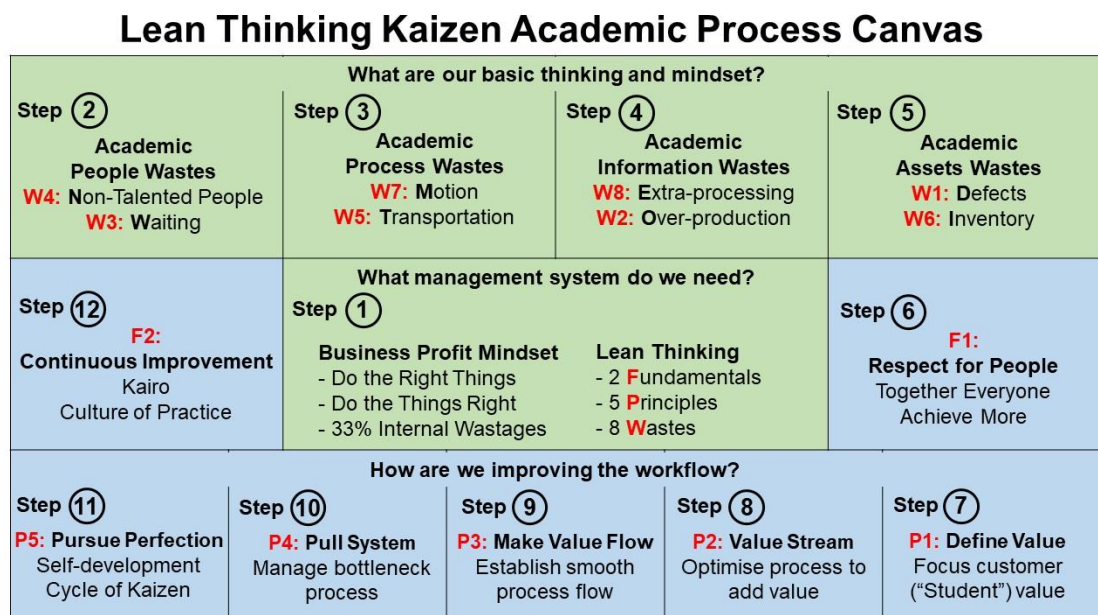 Lean Thinking Kaizen Academic Process Canvas
What are our basic thinking and mindset?
Step 2
Academic
People Wastes
W4: Non-Talented People
W3: Waiting
Step 3
Academic
Process Wastes
W7: Motion
W5: Transportation
Step 4
Academic
Information Wastes
W8: Extra-processing
W2: Over-production
Step 5
Academic
Assets Wastes
W1: Defects
W6: Inventory
Step 12
F2:
Continuous Improvement
Kairo
Culture of Practice
What management system do we need?
Step 1
Business Profit Mindset
- Do the Right Things
- Do the Things Right
- 33% Internal Wastages
Lean Thinking
- 2 Fundamentals
- 5 Principles
- 8 Wastes
Step 6
F1:
Respect for People
Together Everyone
Achieve More
How are we improving the workflow?
Step 11
P5: Pursue Perfection
Self-development
Cycle of Kaizen
Step 10
P4: Pull System
Manage bottleneck
process
Step 9
P3: Make Value Flow
Establish smooth
process flow
Step 8
P2: Value Stream
Optimise process to
add value
Step 7
P1: Define Value
Focus customer
(“Student”) value